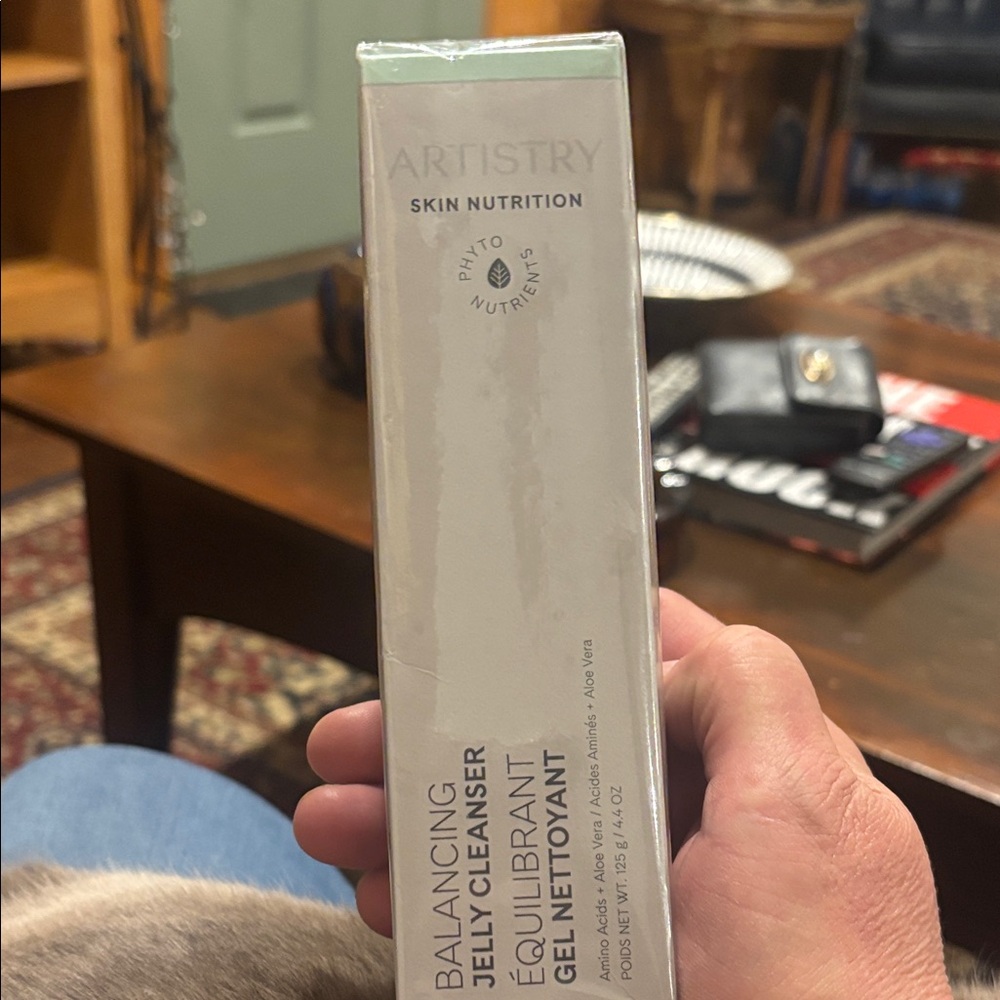 ARTISTRY
SKIN NUTRITION
PHYTO
NUTRIENTS
BALANCING
JELLY CLEANSER
ÉQUILIBRANT
GEL NETTOYANT
Amino Acids + Aloe Vera / Acides Aminés + Aloe Vera
POIDS NET WT. 125 g / 4.4 OZ